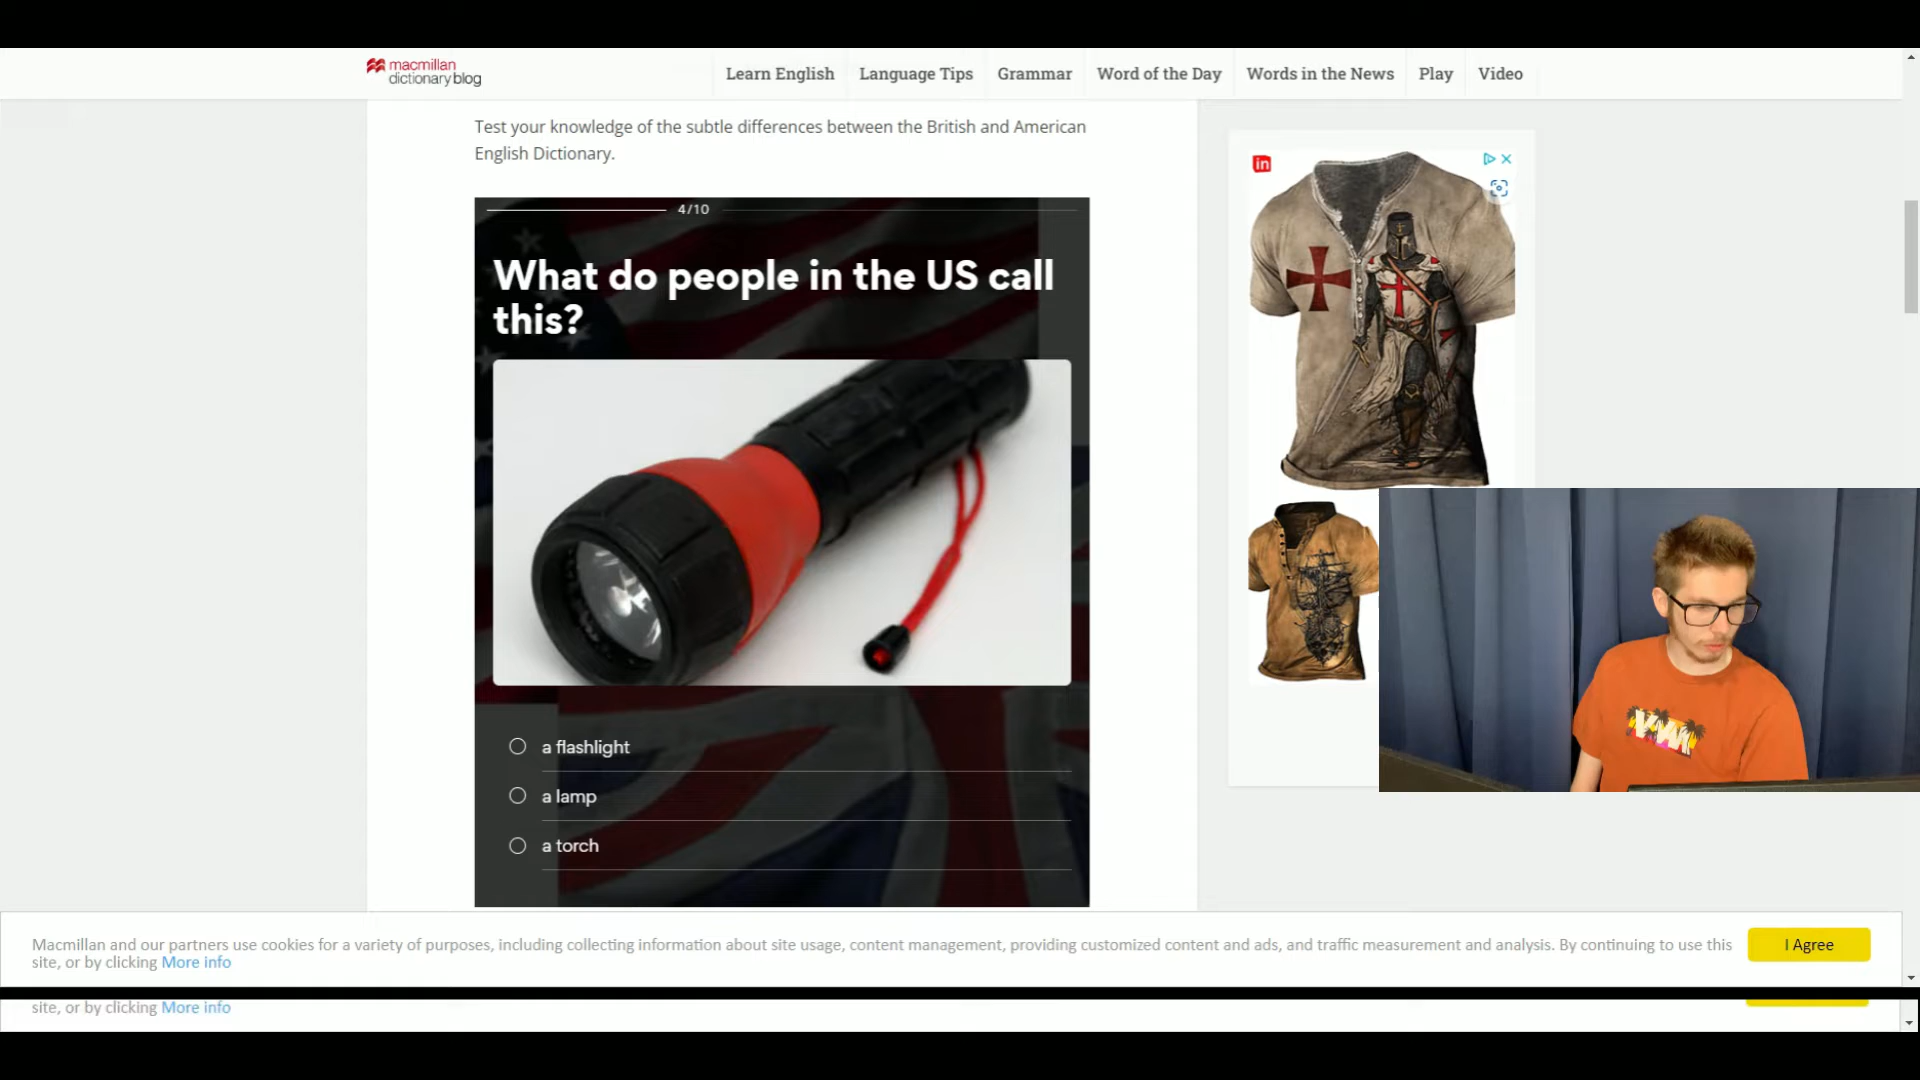 macmillan
dictionary blog
Learn English
Language Tips
Grammar
Word of the Day
Words in the News
Play
Video
Test your knowledge of the subtle differences between the British and American
English Dictionary.
4/10
What do people in the US call
this?
a flashlight
a lamp
a torch
in
Macmillan and our partners use cookies for a variety of purposes, including collecting information about site usage, content management, providing customized content and ads, and traffic measurement and analysis. By continuing to use this
site, or by clicking More info
I Agree
site, or by clicking More info